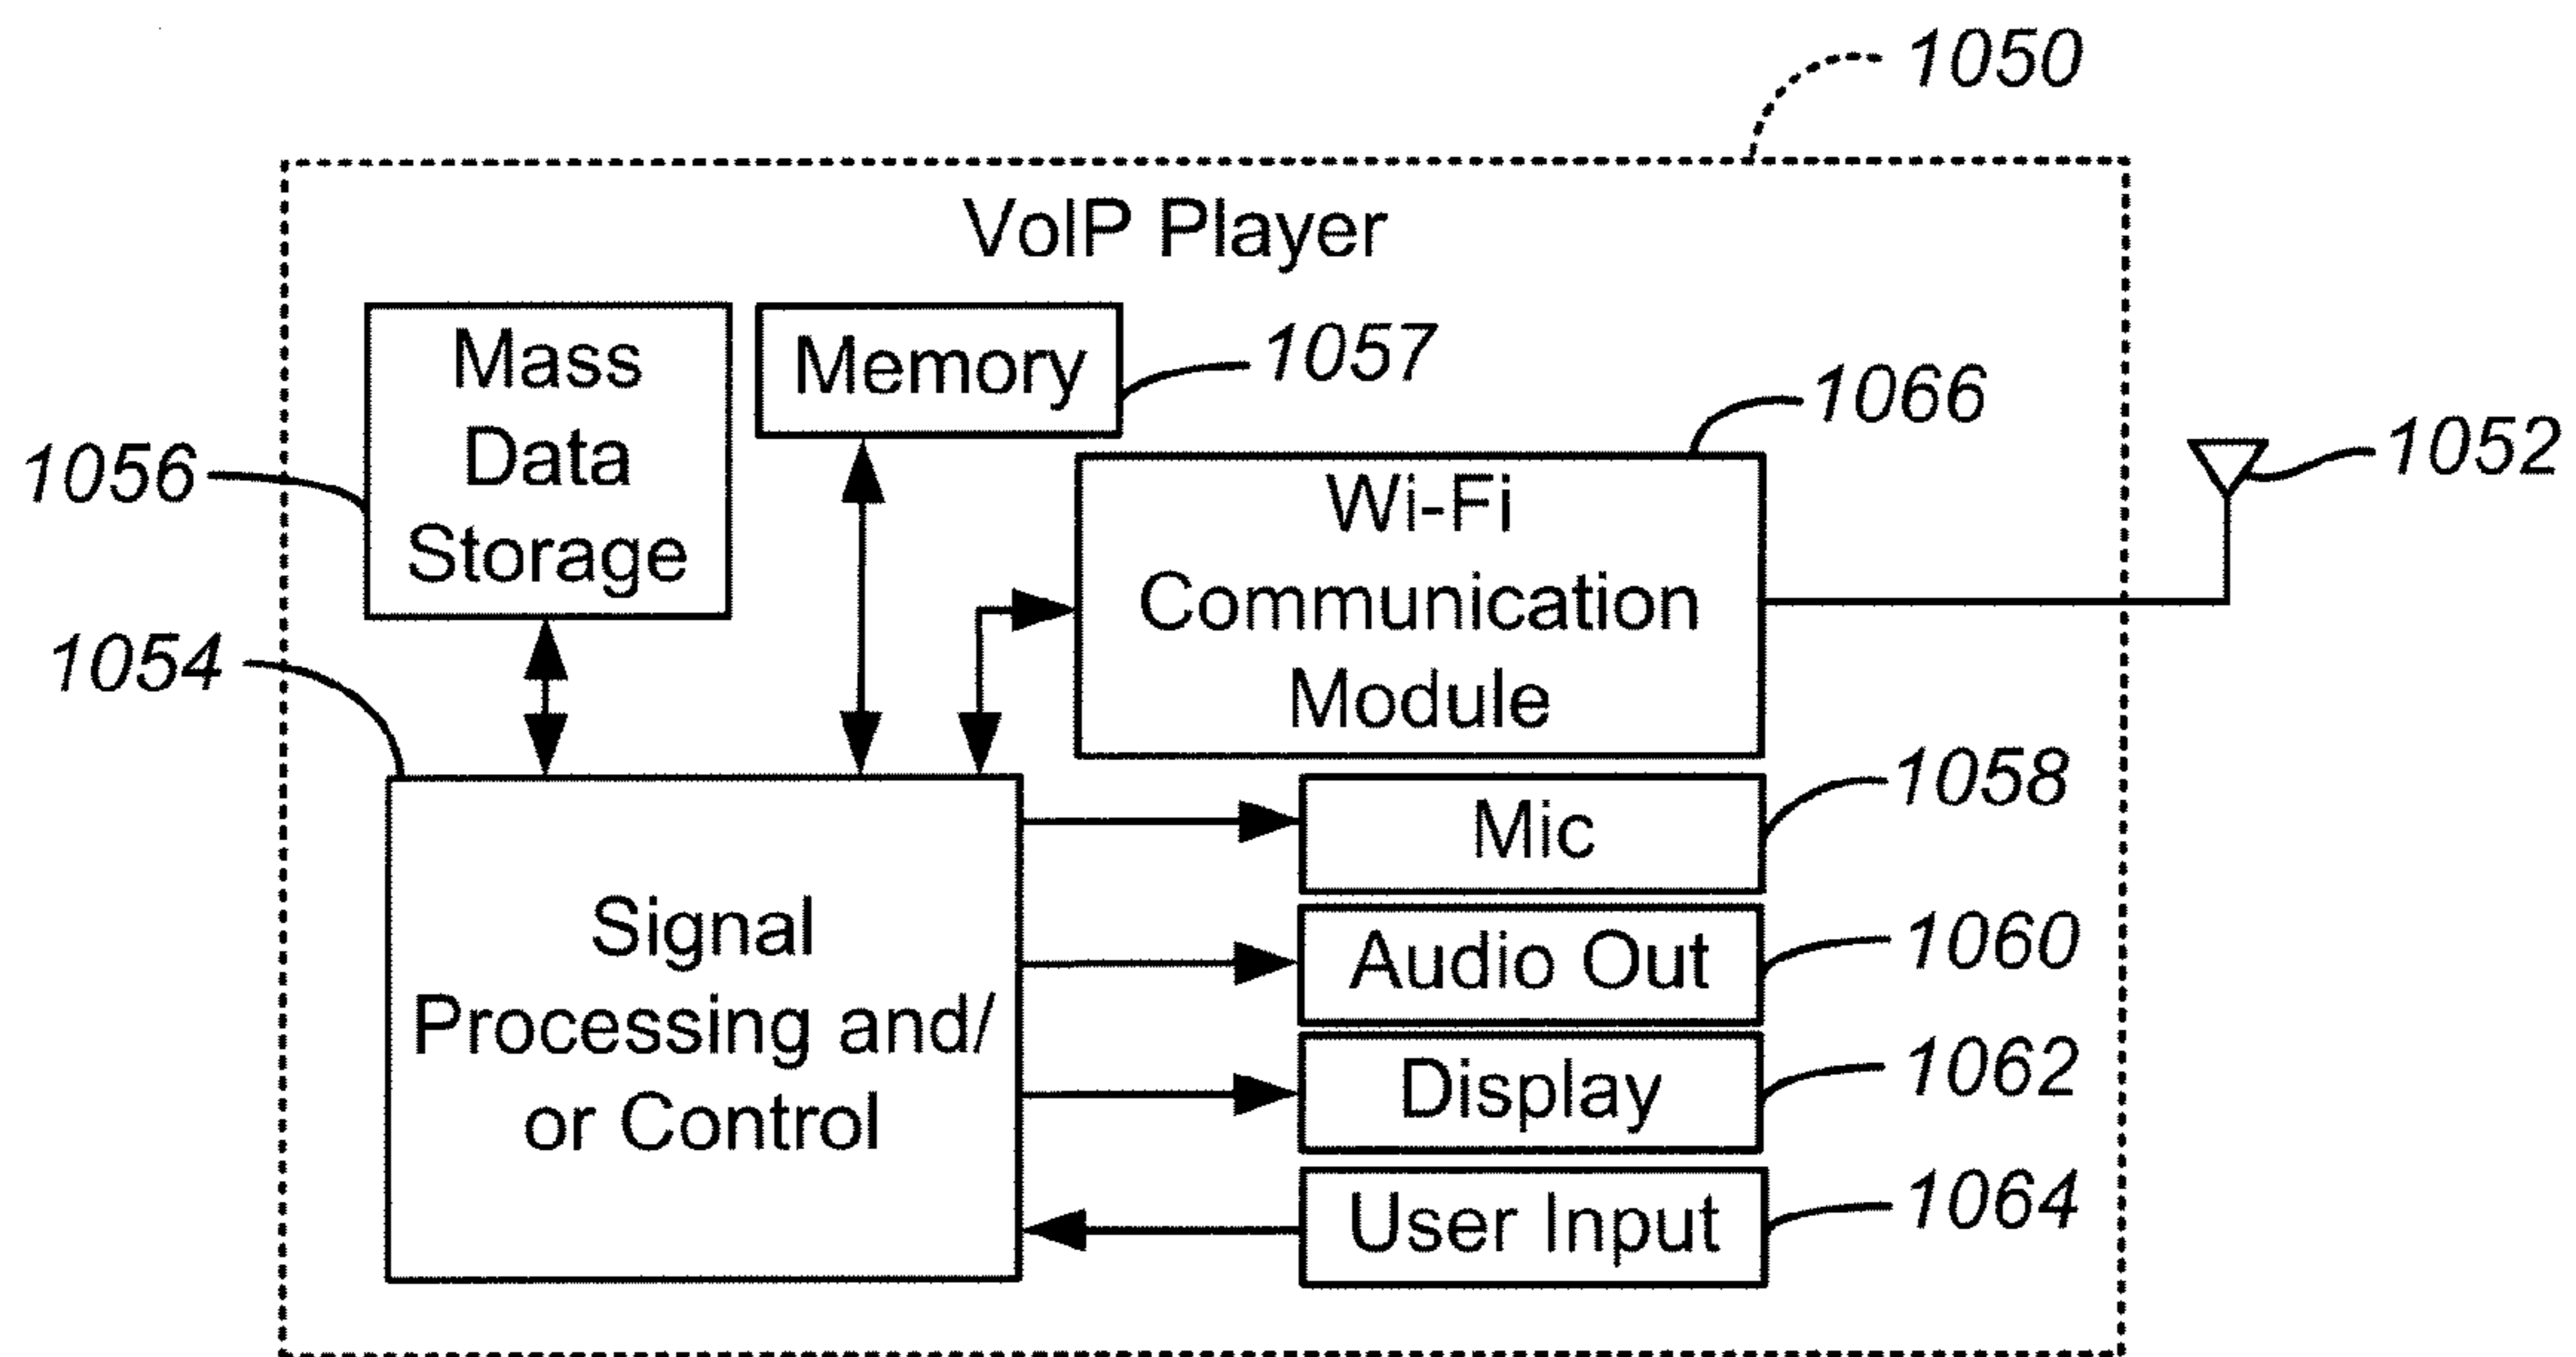 1050
VoIP Player
Mass
Data
Storage
Memory
1057
1066
1056
Wi-Fi
Communication
Module
1052
1054
1058
Mic
Signal
Processing and/
or Control
Audio Out
1060
Display
1062
User Input
1064